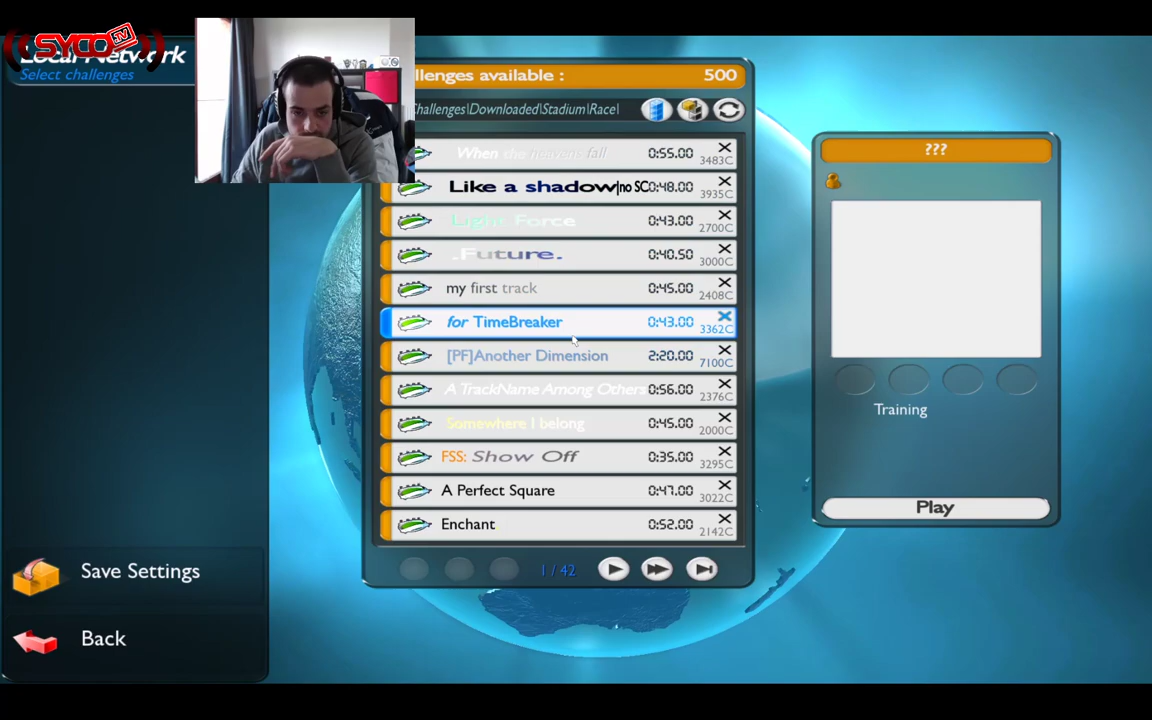 SYCO TV
Local Network
Select challenges
llenges available :
500
Challenges\Downloaded\Stadium\Race\
When the heavens fall
0:55.00
3483C
Like a shadow|no SC
0:48.00
3935C
Light Force
0:43.00
2700C
.Future.
0:40.50
3000C
my first track
0:45.00
2408C
for TimeBreaker
0:43.00
3362C
[PF]Another Dimension
2:20.00
7100C
A TrackName Among Others
0:56.00
2376C
Somewhere I belong
0:45.00
2000C
FSS: Show Off
0:35.00
3295C
A Perfect Square
0:47.00
3022C
Enchant
0:52.00
2142C
1 / 42
???
Training
Play
Save Settings
Back